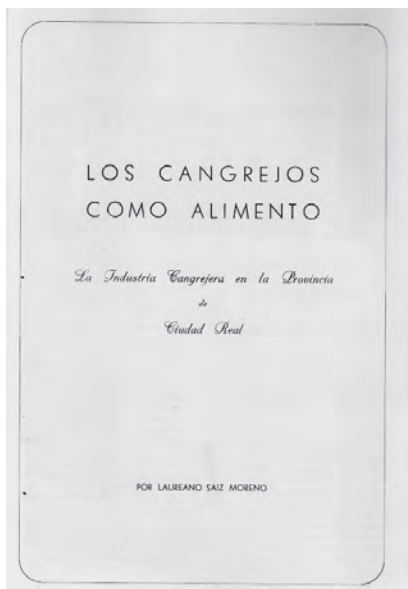 LOS CANGREJOS
COMO ALIMENTO
La Industria Cangrejera en la Provincia
de
Ciudad Real
POR LAUREANO SAIZ MORENO